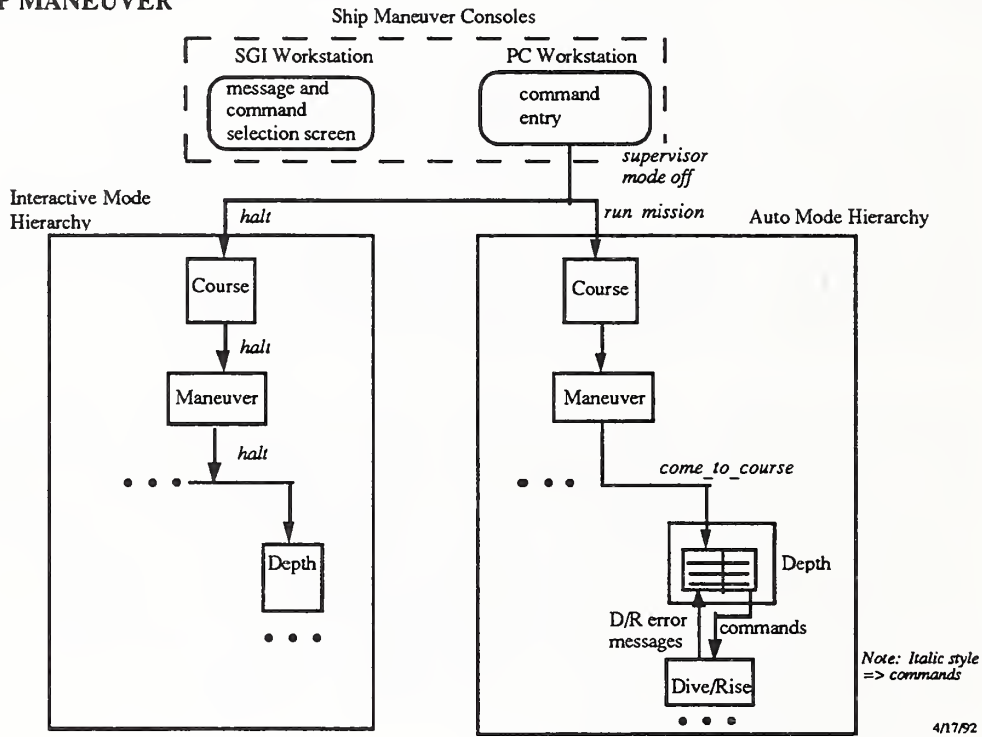 P MANEUVER
Ship Maneuver Consoles
SGI Workstation
PC Workstation
message and
command
selection screen
command
entry
supervisor
mode off
Interactive Mode
Hierarchy
halt
run mission
Auto Mode Hierarchy
Course
halt
Maneuver
halt
Depth
Course
Maneuver
come_to_course
Depth
D/R error
messages
commands
Dive/Rise
Note: Italic style
=> commands
4/17/92